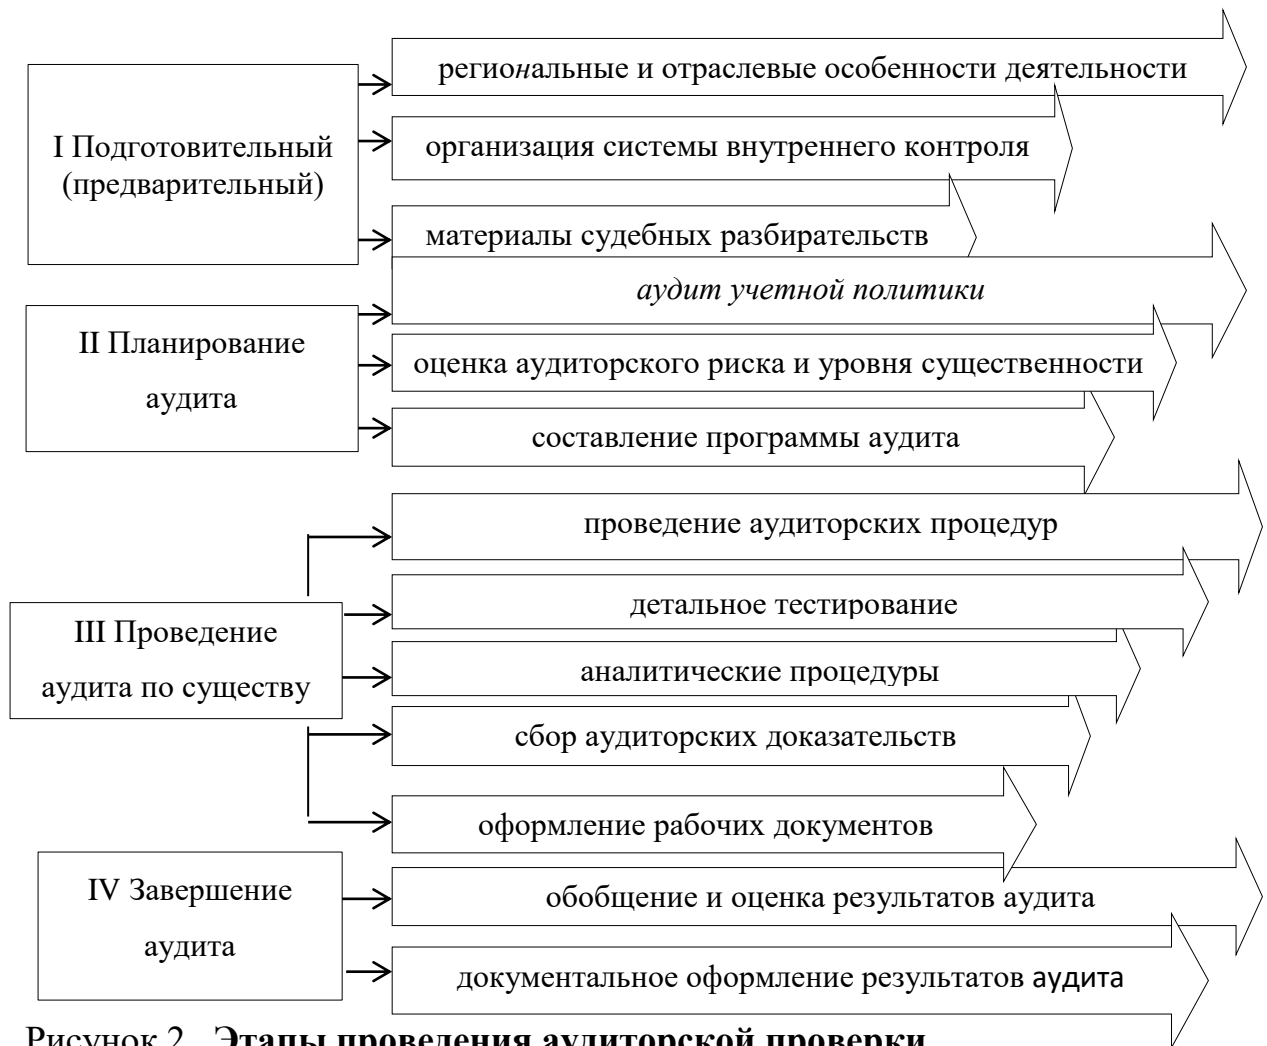 I Подготовительный
(предварительный)
региональные и отраслевые особенности деятельности
организация системы внутреннего контроля
материалы судебных разбирательств
II Планирование
аудита
аудит учетной политики
оценка аудиторского риска и уровня существенности
составление программы аудита
III Проведение
аудита по существу
проведение аудиторских процедур
детальное тестирование
аналитические процедуры
сбор аудиторских доказательств
оформление рабочих документов
IV Завершение
аудита
обобщение и оценка результатов аудита
документальное оформление результатов аудита
Рисунок 2 Этапы проведения аудиторской проверки